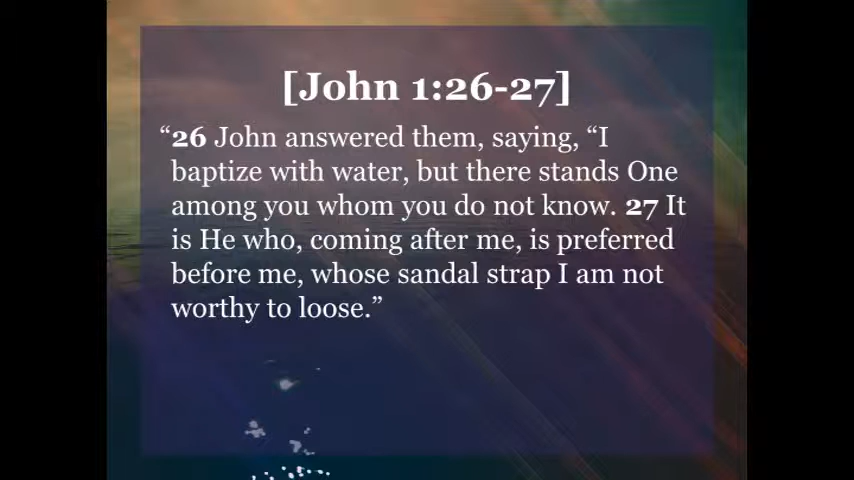 [John 1:26-27]
“26 John answered them, saying, “I
baptize with water, but there stands One
among you whom you do not know. 27 It
is He who, coming after me, is preferred
before me, whose sandal strap I am not
worthy to loose.”